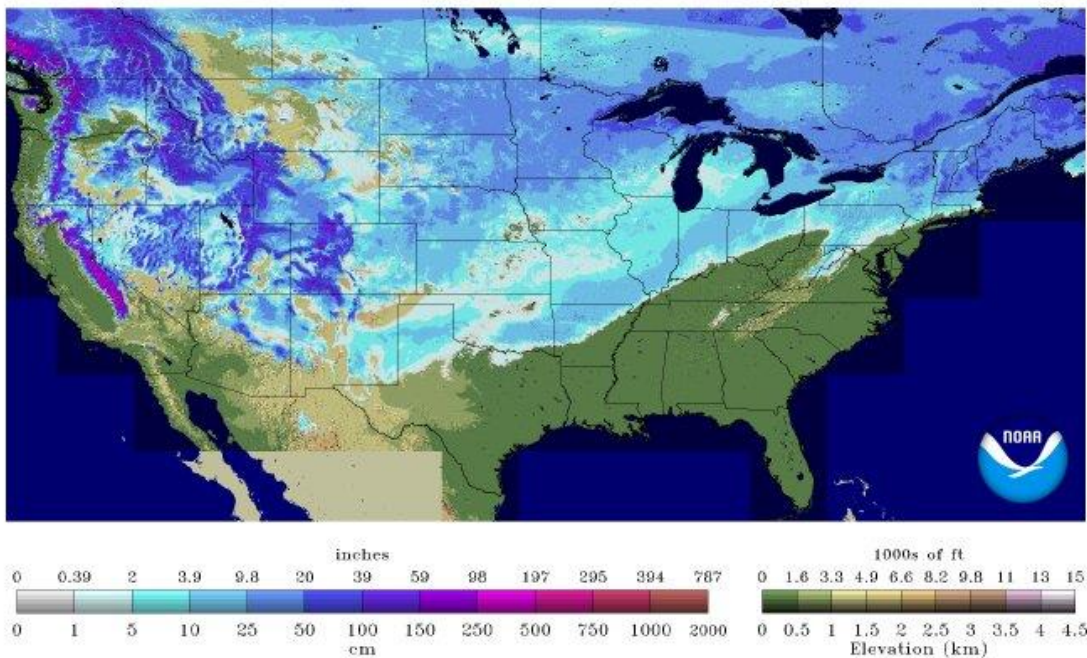 NOAA
inches
0 0.39 2 3.9 9.8 20 39 59 98 197 295 394 787
0 1 5 10 25 50 100 150 250 500 750 1000 2000
cm
1000s of ft
0 1.6 3.3 4.9 6.6 8.2 9.8 11 13 15
0 0.5 1 1.5 2 2.5 3 3.5 4 4.5
Elevation (km)